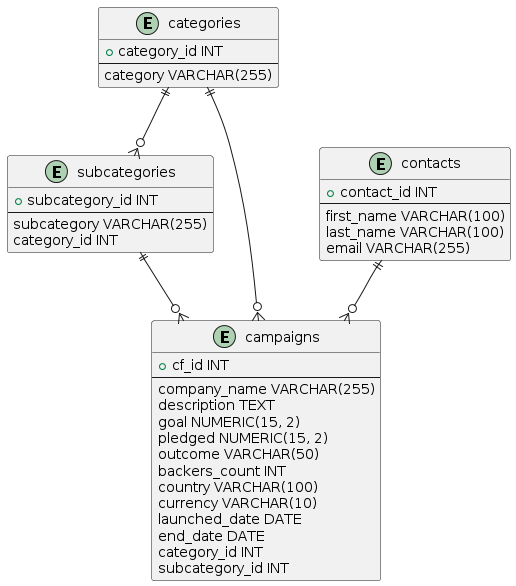 E categories
category_id INT
category VARCHAR(255)
E subcategories
subcategory_id INT
subcategory VARCHAR(255)
category_id INT
E contacts
contact_id INT
first_name VARCHAR(100)
last_name VARCHAR(100)
email VARCHAR(255)
E campaigns
cf_id INT
company_name VARCHAR(255)
description TEXT
goal NUMERIC(15, 2)
pledged NUMERIC(15, 2)
outcome VARCHAR(50)
backers_count INT
country VARCHAR(100)
currency VARCHAR(10)
launched_date DATE
end_date DATE
category_id INT
subcategory_id INT